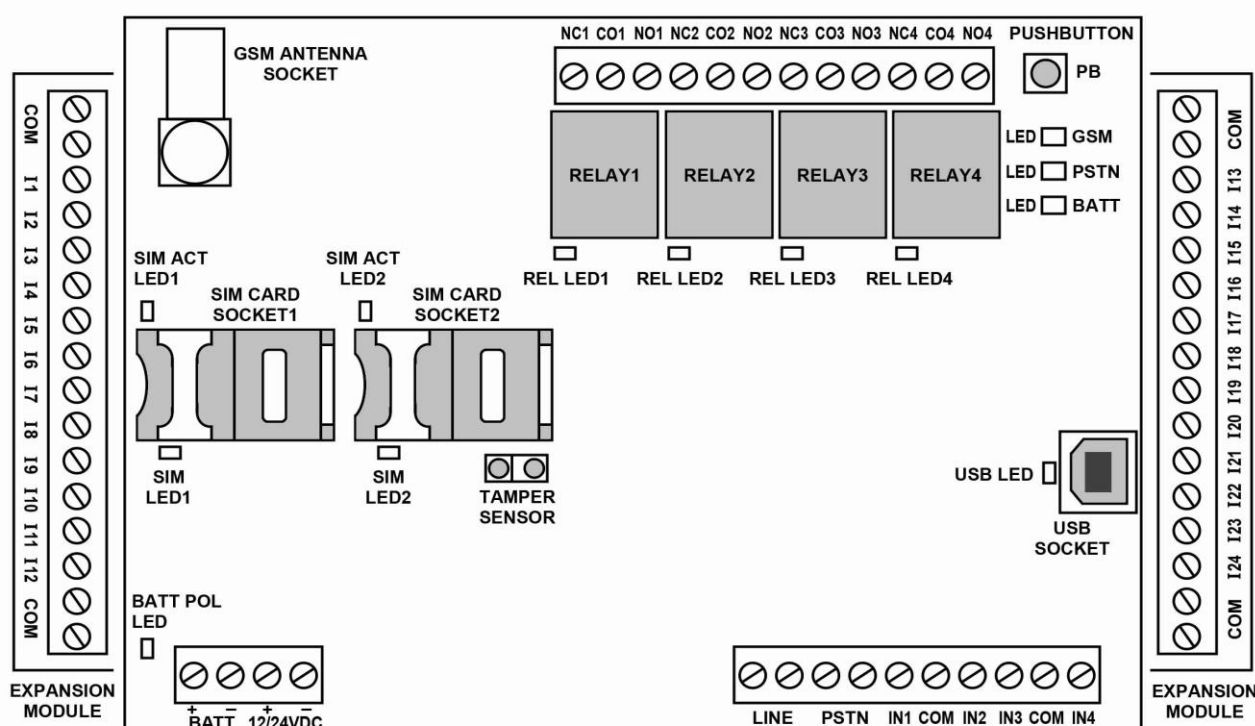 GSM ANTENNA
SOCKET
NC1 CO1 NO1 NC2 CO2 NO2 NC3 CO3 NO3 NC4 CO4 NO4
PUSHBUTTON
PB
LED GSM
LED PSTN
LED BATT
RELAY1
RELAY2
RELAY3
RELAY4
REL LED1
REL LED2
REL LED3
REL LED4
SIM ACT
LED1
SIM CARD
SOCKET1
SIM ACT
LED2
SIM CARD
SOCKET2
SIM
LED1
SIM
LED2
TAMPER
SENSOR
USB LED
USB
SOCKET
BATT POL
LED
+ − + −
BATT 12/24VDC
LINE PSTN IN1 COM IN2 IN3 COM IN4
COM
I1
I2
I3
I4
I5
I6
I7
I8
I9
I10
I11
I12
COM
EXPANSION
MODULE
COM
I13
I14
I15
I16
I17
I18
I19
I20
I21
I22
I23
I24
COM
EXPANSION
MODULE